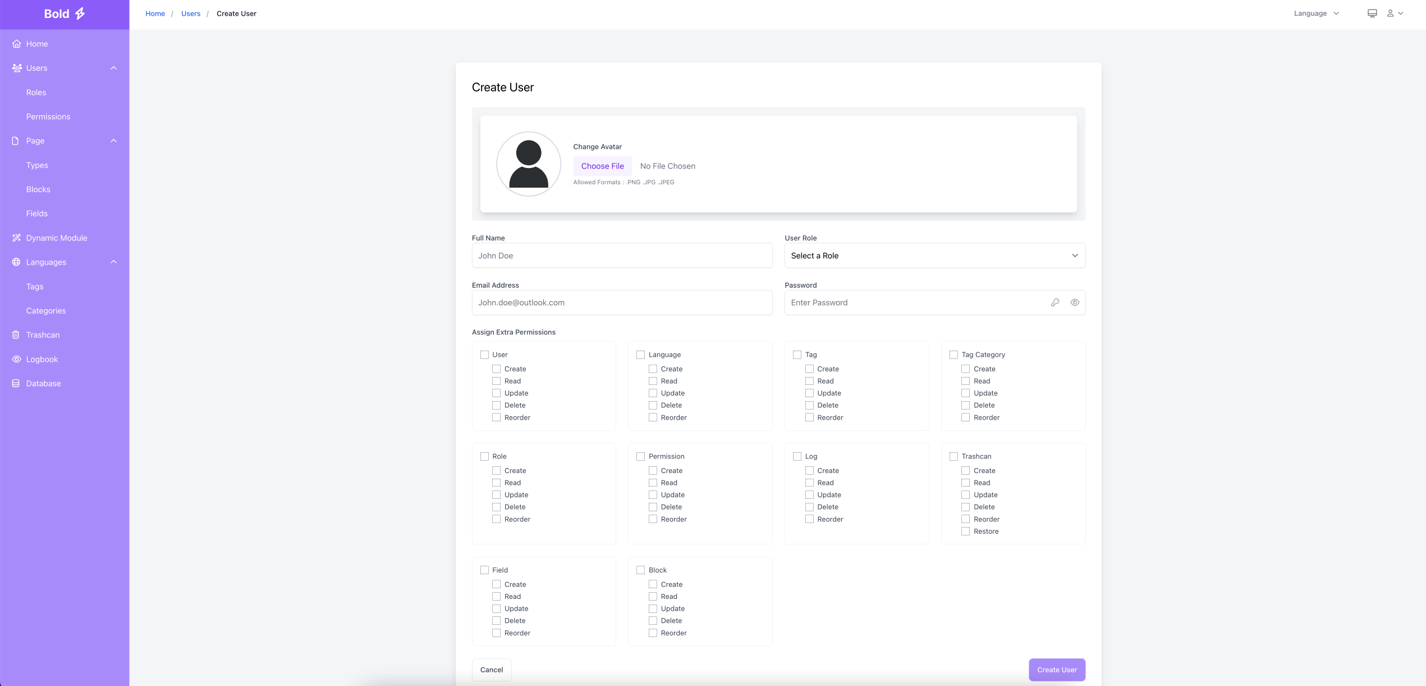 Bold
Home / Users / Create User
Language
Home
Users
Roles
Permissions
Page
Types
Blocks
Fields
Dynamic Module
Languages
Tags
Categories
Trashcan
Logbook
Database
Create User
Change Avatar
Choose File No File Chosen
Allowed Formats : .PNG .JPG .JPEG
Full Name
John Doe
User Role
Select a Role
Email Address
John.doe@outlook.com
Password
Enter Password
Assign Extra Permissions
User
Create
Read
Update
Delete
Reorder
Language
Create
Read
Update
Delete
Reorder
Tag
Create
Read
Update
Delete
Reorder
Tag Category
Create
Read
Update
Delete
Reorder
Role
Create
Read
Update
Delete
Reorder
Permission
Create
Read
Update
Delete
Reorder
Log
Create
Read
Update
Delete
Reorder
Trashcan
Create
Read
Update
Delete
Reorder
Restore
Field
Create
Read
Update
Delete
Reorder
Block
Create
Read
Update
Delete
Reorder
Cancel
Create User